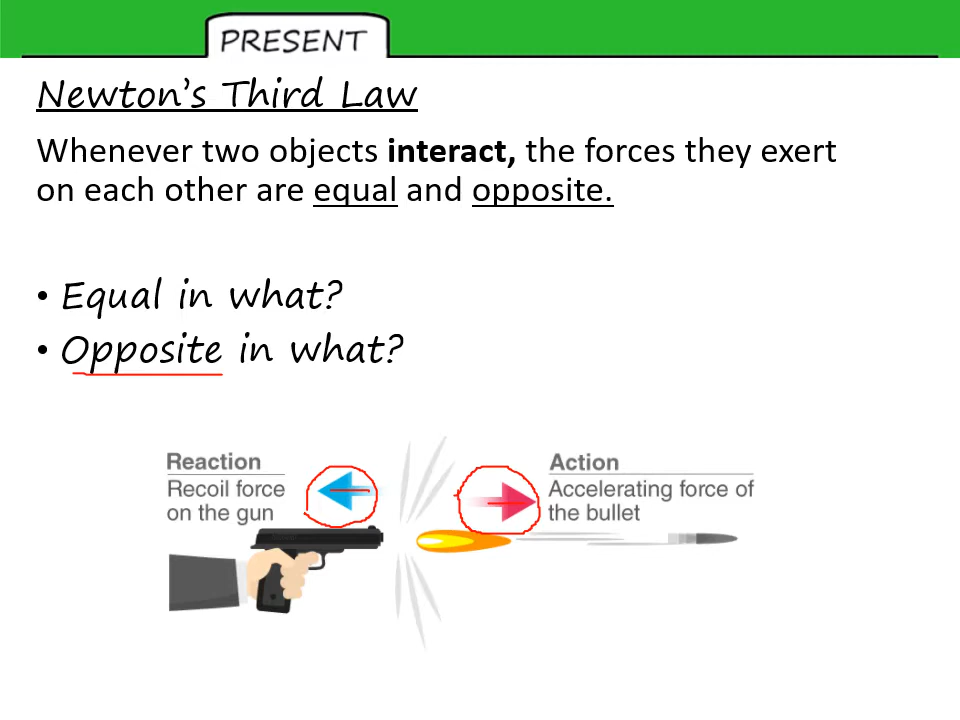 PRESENT
Newton's Third Law
Whenever two objects interact, the forces they exert
on each other are equal and opposite.
• Equal in what?
• Opposite in what?
Reaction
Recoil force
on the gun
Action
Accelerating force of
the bullet